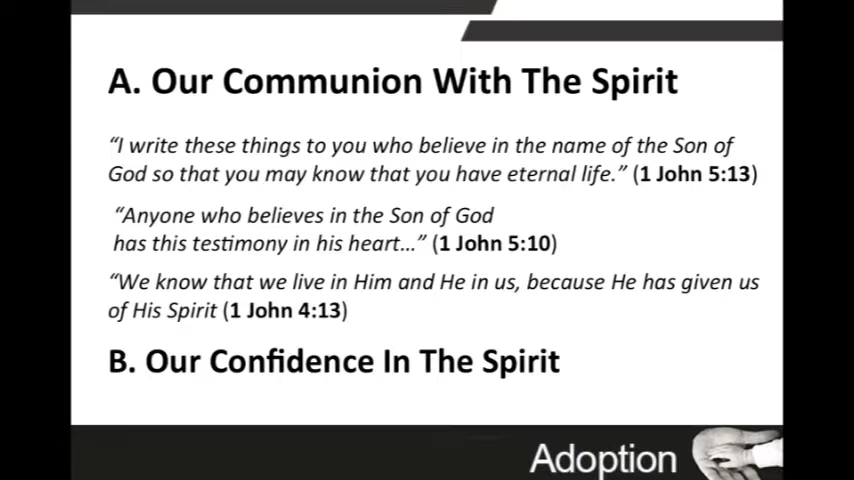 A. Our Communion With The Spirit
“I write these things to you who believe in the name of the Son of
God so that you may know that you have eternal life.” (1 John 5:13)
“Anyone who believes in the Son of God
has this testimony in his heart…” (1 John 5:10)
“We know that we live in Him and He in us, because He has given us
of His Spirit (1 John 4:13)
B. Our Confidence In The Spirit
Adoption